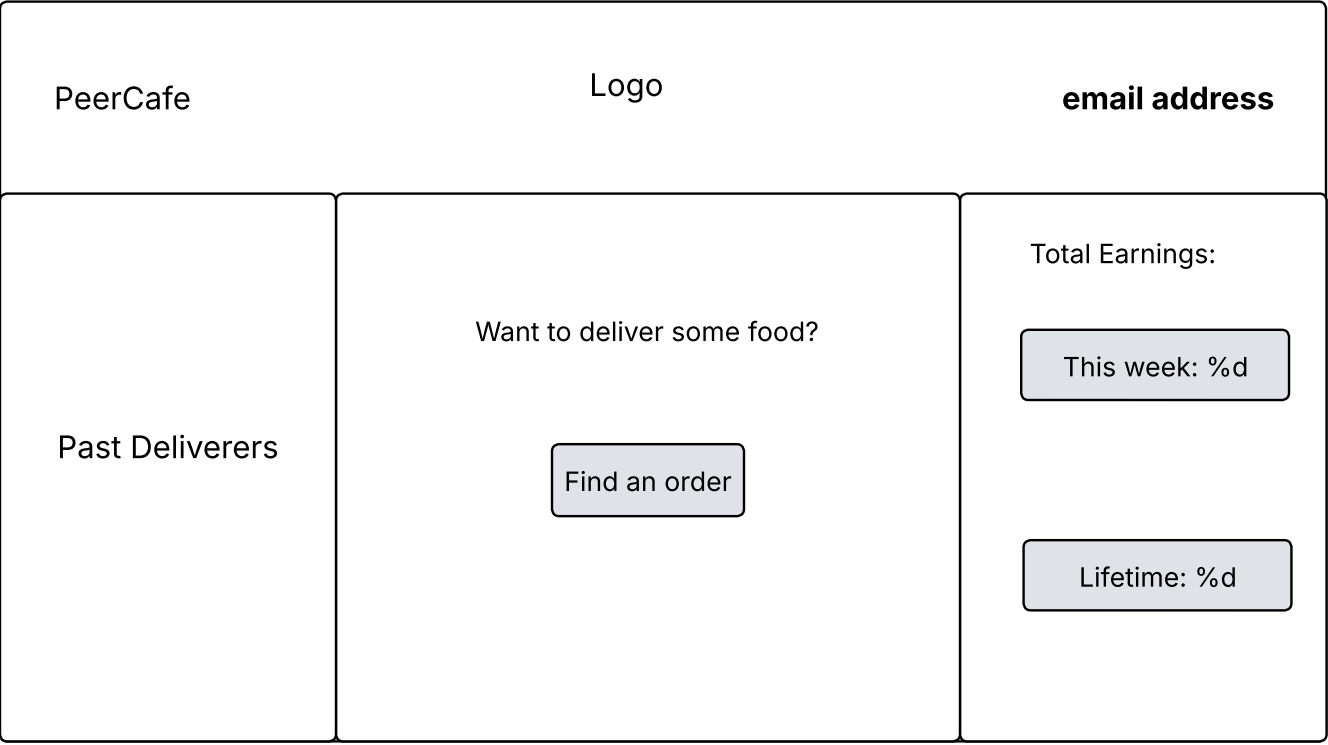 PeerCafe
Logo
email address
Past Deliverers
Want to deliver some food?
Find an order
Total Earnings:
This week: %d
Lifetime: %d